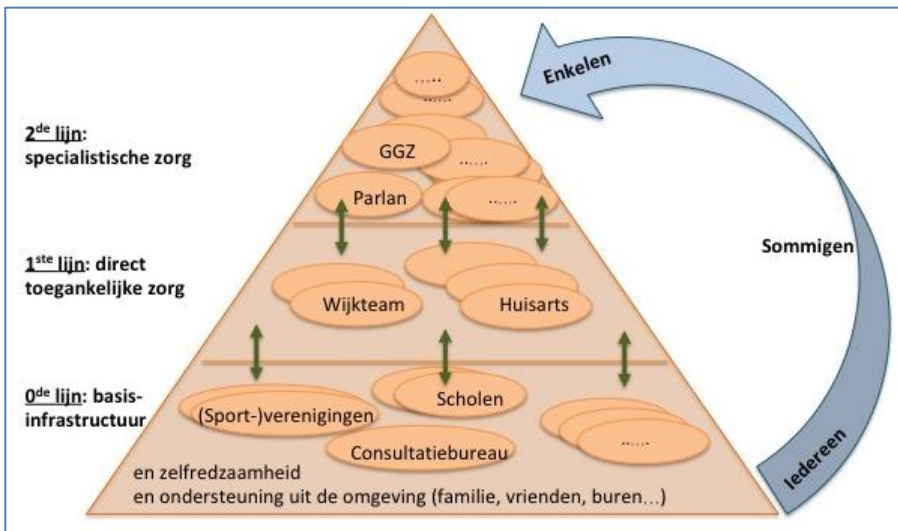 Enkelen
…..
…….
2de lijn:
specialistische zorg
GGZ
…….
Parlan
…….
Sommigen
1ste lijn: direct
toegankelijke zorg
Wijkteam
Huisarts
0de lijn: basis-
infrastructuur
(Sport-)verenigingen
Scholen
…….
Consultatiebureau
Iedereen
en zelfredzaamheid
en ondersteuning uit de omgeving (familie, vrienden, buren…)